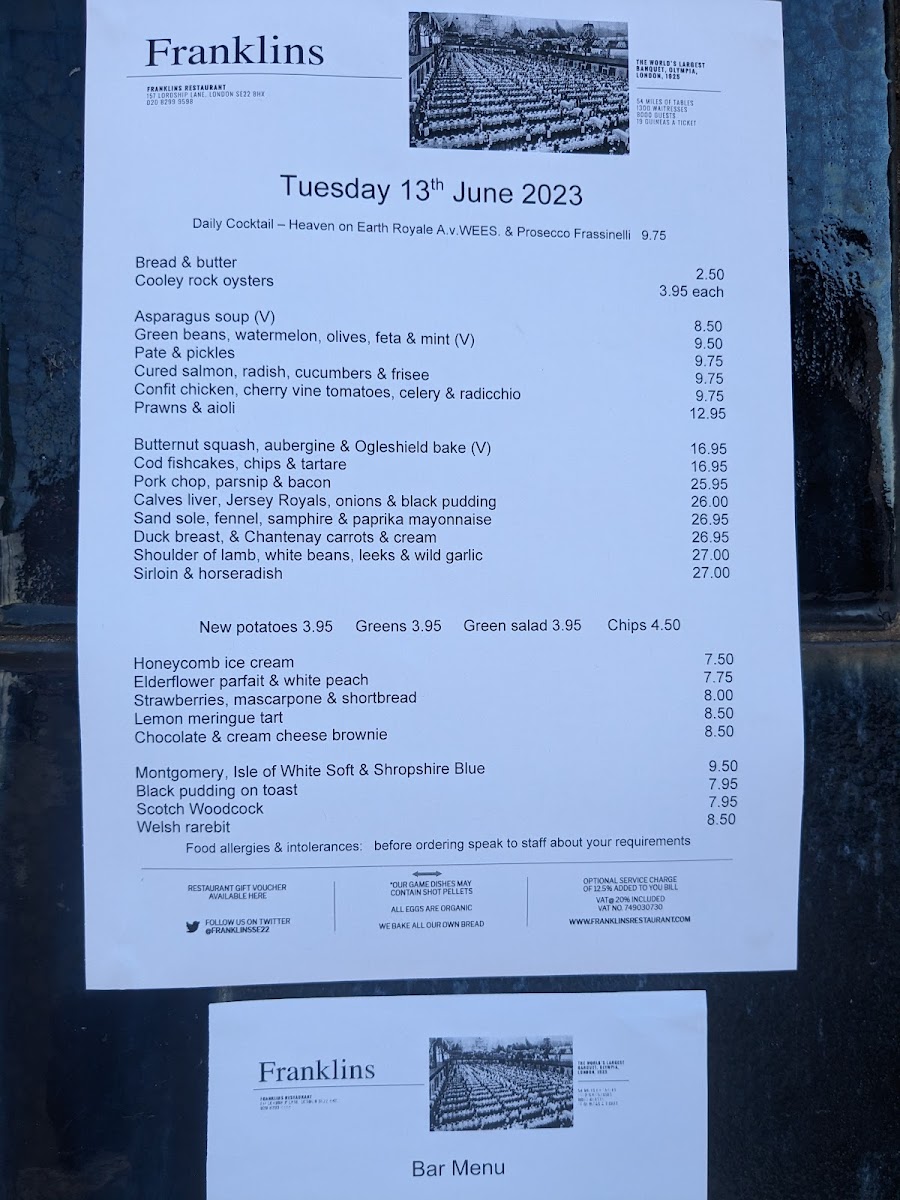 Franklins
FRANKLINS RESTAURANT
157 LORDSHIP LANE, LONDON SE22 8HX
020 8299 9598
THE WORLD'S LARGEST
BANQUET, OLYMPIA,
LONDON, 1925
54 MILES OF TABLES
1300 WAITRESSES
8000 GUESTS
19 GUINEAS A TICKET
Tuesday 13th June 2023
Daily Cocktail – Heaven on Earth Royale A.v.WEES. & Prosecco Frassinelli 9.75
Bread & butter 2.50
Cooley rock oysters 3.95 each
Asparagus soup (V) 8.50
Green beans, watermelon, olives, feta & mint (V) 9.50
Pate & pickles 9.75
Cured salmon, radish, cucumbers & frisee 9.75
Confit chicken, cherry vine tomatoes, celery & radicchio 9.75
Prawns & aioli 12.95
Butternut squash, aubergine & Ogleshield bake (V) 16.95
Cod fishcakes, chips & tartare 16.95
Pork chop, parsnip & bacon 25.95
Calves liver, Jersey Royals, onions & black pudding 26.00
Sand sole, fennel, samphire & paprika mayonnaise 26.95
Duck breast, & Chantenay carrots & cream 26.95
Shoulder of lamb, white beans, leeks & wild garlic 27.00
Sirloin & horseradish 27.00
New potatoes 3.95 Greens 3.95 Green salad 3.95 Chips 4.50
Honeycomb ice cream 7.50
Elderflower parfait & white peach 7.75
Strawberries, mascarpone & shortbread 8.00
Lemon meringue tart 8.50
Chocolate & cream cheese brownie 8.50
Montgomery, Isle of White Soft & Shropshire Blue 9.50
Black pudding on toast 7.95
Scotch Woodcock 7.95
Welsh rarebit 8.50
Food allergies & intolerances: before ordering speak to staff about your requirements
RESTAURANT GIFT VOUCHER
AVAILABLE HERE
FOLLOW US ON TWITTER
@FRANKLINSSE22
*OUR GAME DISHES MAY
CONTAIN SHOT PELLETS
ALL EGGS ARE ORGANIC
WE BAKE ALL OUR OWN BREAD
OPTIONAL SERVICE CHARGE
OF 12.5% ADDED TO YOU BILL
VAT@ 20% INCLUDED
VAT NO. 749030730
WWW.FRANKLINSRESTAURANT.COM
Franklins
FRANKLINS RESTAURANT
THE WORLD'S LARGEST
BANQUET, OLYMPIA,
LONDON, 1925
Bar Menu